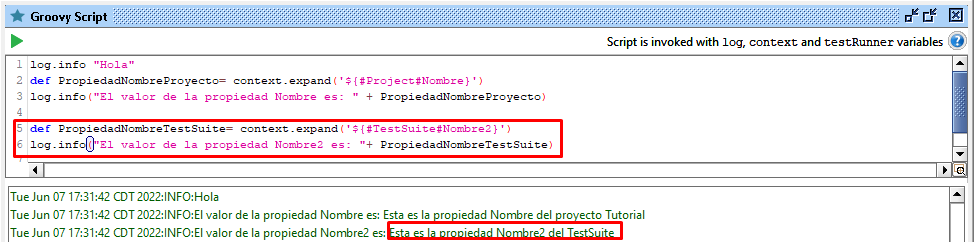 Groovy Script
Script is invoked with log, context and testRunner variables
1 log.info "Hola"
2 def PropiedadNombreProyecto= context.expand('${#Project#Nombre}')
3 log.info("El valor de la propiedad Nombre es: " + PropiedadNombreProyecto)
4
5 def PropiedadNombreTestSuite= context.expand('${#TestSuite#Nombre2}')
6 log.info("El valor de la propiedad Nombre2 es: "+ PropiedadNombreTestSuite)
Tue Jun 07 17:31:42 CDT 2022:INFO:Hola
Tue Jun 07 17:31:42 CDT 2022:INFO:El valor de la propiedad Nombre es: Esta es la propiedad Nombre del proyecto Tutorial
Tue Jun 07 17:31:42 CDT 2022:INFO:El valor de la propiedad Nombre2 es: Esta es la propiedad Nombre2 del TestSuite